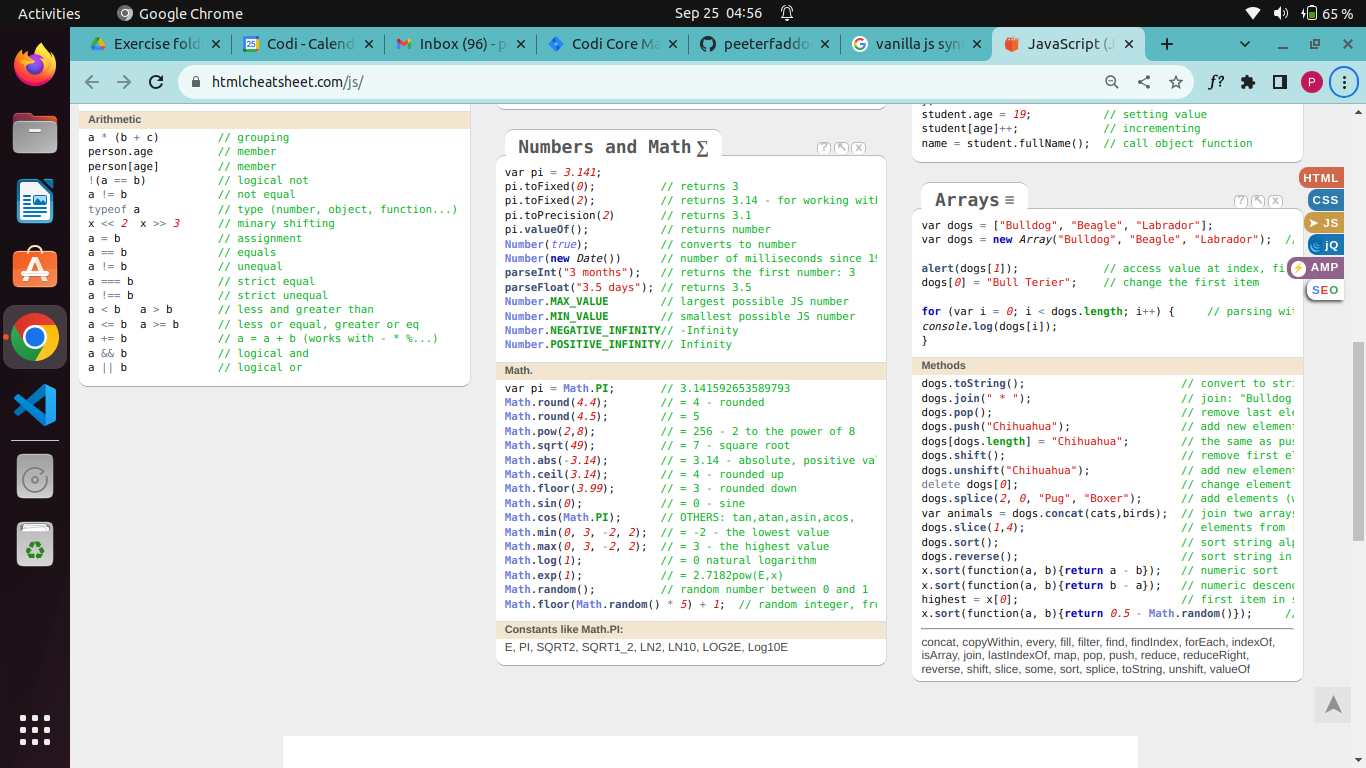 Activities
Google Chrome
Sep 25 04:56
65 %
Exercise fold
Codi - Calend
Inbox (96) - p
Codi Core Ma
peeterfaddo
vanilla js syn
JavaScript (J
htmlcheatsheet.com/js/
f?
P
Arithmetic
a * (b + c) // grouping
person.age // member
person[age] // member
!(a == b) // logical not
a != b // not equal
typeof a // type (number, object, function...)
x << 2 x >> 3 // minary shifting
a = b // assignment
a == b // equals
a != b // unequal
a === b // strict equal
a !== b // strict unequal
a < b a > b // less and greater than
a <= b a >= b // less or equal, greater or eq
a += b // a = a + b (works with - * %...)
a && b // logical and
a || b // logical or
Numbers and Math ∑
? x
var pi = 3.141;
pi.toFixed(0); // returns 3
pi.toFixed(2); // returns 3.14 - for working with
pi.toPrecision(2) // returns 3.1
pi.valueOf(); // returns number
Number(true); // converts to number
Number(new Date()) // number of milliseconds since 19
parseInt("3 months"); // returns the first number: 3
parseFloat("3.5 days"); // returns 3.5
Number.MAX_VALUE // largest possible JS number
Number.MIN_VALUE // smallest possible JS number
Number.NEGATIVE_INFINITY// -Infinity
Number.POSITIVE_INFINITY// Infinity
Math.
var pi = Math.PI; // 3.141592653589793
Math.round(4.4); // = 4 - rounded
Math.round(4.5); // = 5
Math.pow(2,8); // = 256 - 2 to the power of 8
Math.sqrt(49); // = 7 - square root
Math.abs(-3.14); // = 3.14 - absolute, positive val
Math.ceil(3.14); // = 4 - rounded up
Math.floor(3.99); // = 3 - rounded down
Math.sin(0); // = 0 - sine
Math.cos(Math.PI); // OTHERS: tan,atan,asin,acos,
Math.min(0, 3, -2, 2); // = -2 - the lowest value
Math.max(0, 3, -2, 2); // = 3 - the highest value
Math.log(1); // = 0 natural logarithm
Math.exp(1); // = 2.7182pow(E,x)
Math.random(); // random number between 0 and 1
Math.floor(Math.random() * 5) + 1; // random integer, fro
Constants like Math.PI:
E, PI, SQRT2, SQRT1_2, LN2, LN10, LOG2E, Log10E
student.age = 19; // setting value
student[age]++; // incrementing
name = student.fullName(); // call object function
Arrays ≡
? x
var dogs = ["Bulldog", "Beagle", "Labrador"];
var dogs = new Array("Bulldog", "Beagle", "Labrador"); //
alert(dogs[1]); // access value at index, fi
dogs[0] = "Bull Terier"; // change the first item
for (var i = 0; i < dogs.length; i++) { // parsing wit
console.log(dogs[i]);
}
Methods
dogs.toString(); // convert to stri
dogs.join(" * "); // join: "Bulldog
dogs.pop(); // remove last ele
dogs.push("Chihuahua"); // add new element
dogs[dogs.length] = "Chihuahua"; // the same as pus
dogs.shift(); // remove first el
dogs.unshift("Chihuahua"); // add new element
delete dogs[0]; // change element
dogs.splice(2, 0, "Pug", "Boxer"); // add elements (w
var animals = dogs.concat(cats,birds); // join two arrays
dogs.slice(1,4); // elements from
dogs.sort(); // sort string alp
dogs.reverse(); // sort string in
x.sort(function(a, b){return a - b}); // numeric sort
x.sort(function(a, b){return b - a}); // numeric descend
highest = x[0]; // first item in s
x.sort(function(a, b){return 0.5 - Math.random()}); //
concat, copyWithin, every, fill, filter, find, findIndex, forEach, indexOf,
isArray, join, lastIndexOf, map, pop, push, reduce, reduceRight,
reverse, shift, slice, some, sort, splice, toString, unshift, valueOf
HTML
CSS
JS
jQ
AMP
SEO